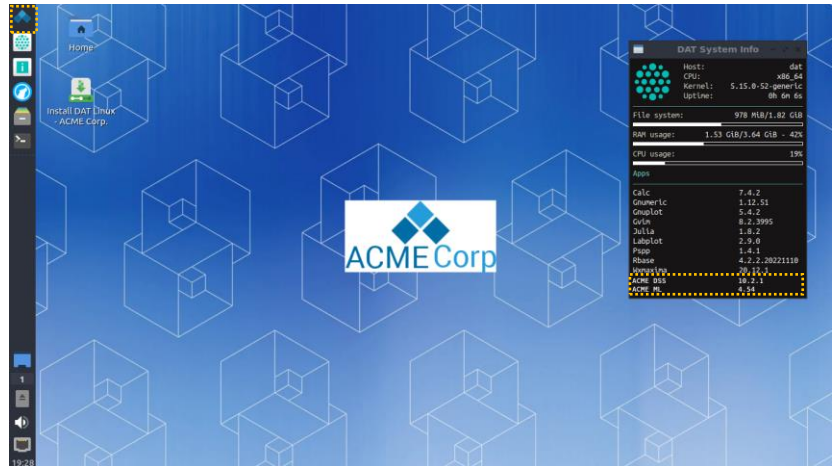 Home
Install DAT Linux
- ACME Corp.
ACME Corp
DAT System Info
Host: dat
CPU: x86_64
Kernel: 5.15.0-52-generic
Uptime: 0h 6m 6s
File system: 978 MiB/1.82 GiB
RAM usage: 1.53 GiB/3.64 GiB - 42%
CPU usage: 19%
Apps
Calc 7.4.2
Gnumeric 1.12.51
Gnuplot 5.4.2
Gvim 8.2.3995
Julia 1.8.2
Labplot 2.9.0
Pspp 1.4.1
Rbase 4.2.2.20221110
Wxmaxima 20.12.1
ACME DSS 10.2.1
ACME ML 4.54
1
19:28